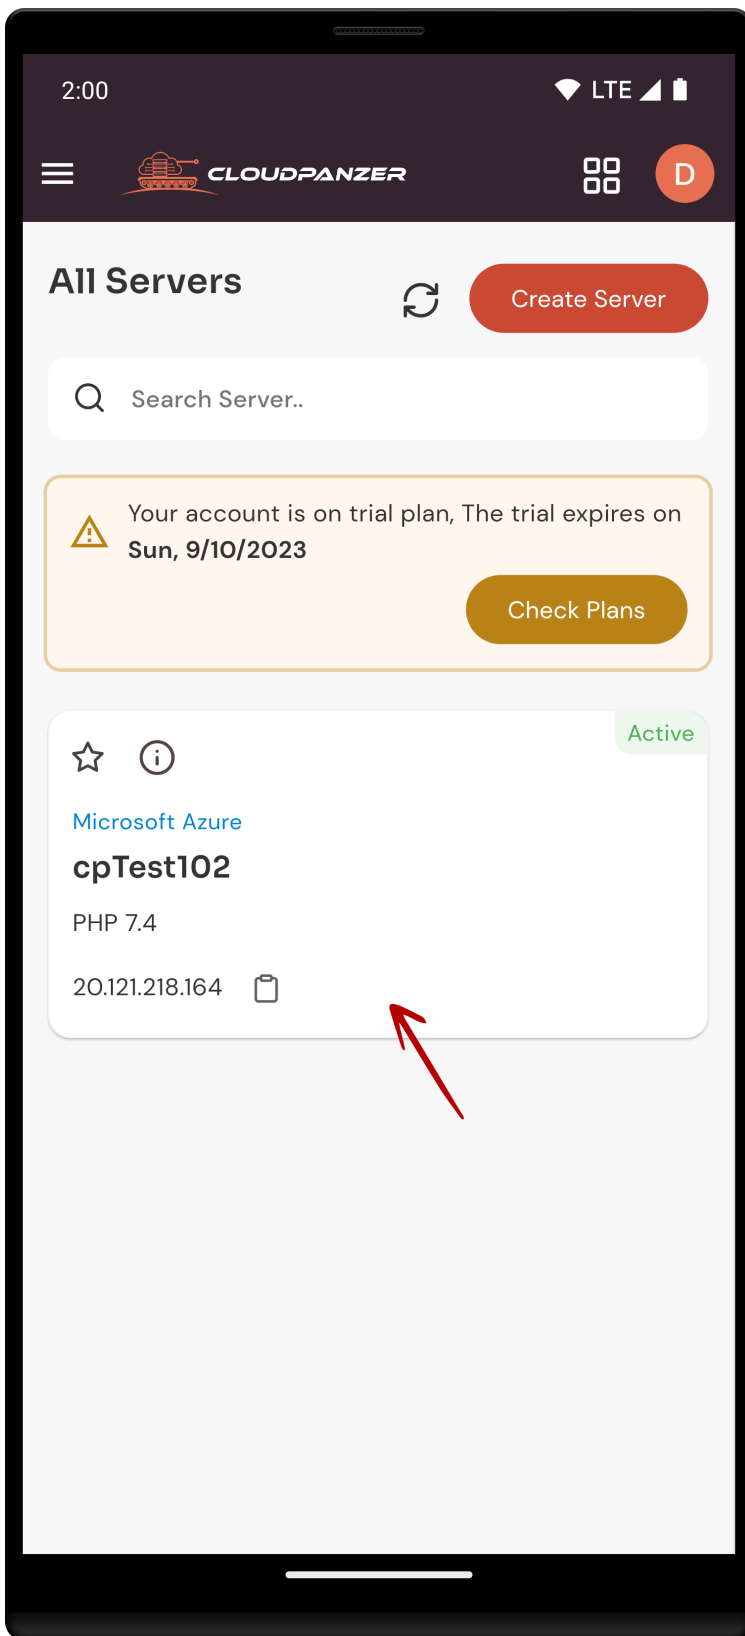 2:00
LTE
CLOUDPANZER
D
All Servers
Create Server
Search Server..
Your account is on trial plan, The trial expires on
Sun, 9/10/2023
Check Plans
Active
Microsoft Azure
cpTest102
PHP 7.4
20.121.218.164